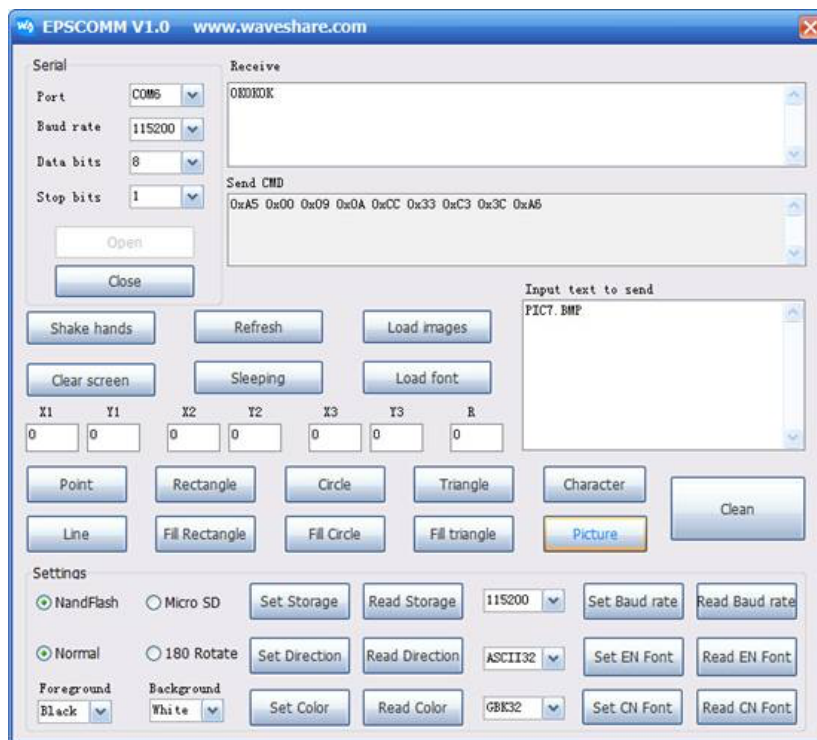 EPSCOMM V1.0 www.waveshare.com
Serial
Port COM6
Baud rate 115200
Data bits 8
Stop bits 1
Open
Close
Receive
OKOKOK
Send CMD
0xA5 0x00 0x09 0x0A 0xCC 0x33 0xC3 0x3C 0xA6
Input text to send
PIC7.BMP
Shake hands Refresh Load images
Clear screen Sleeping Load font
X1 Y1 X2 Y2 X3 Y3 R
0 0 0 0 0 0 0
Point Rectangle Circle Triangle Character
Clean
Line Fill Rectangle Fill Circle Fill triangle Picture
Settings
NandFlash Micro SD Set Storage Read Storage 115200 Set Baud rate Read Baud rate
Normal 180 Rotate Set Direction Read Direction ASCII32 Set EN Font Read EN Font
Foreground Background
Black White Set Color Read Color GBK32 Set CN Font Read CN Font